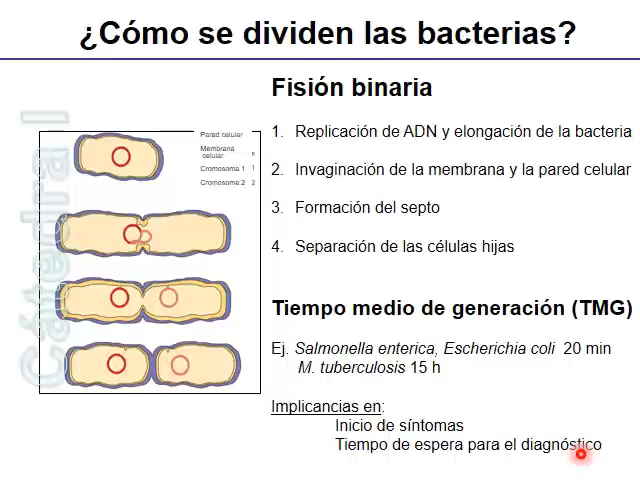 ¿Cómo se dividen las bacterias?
Fisión binaria
1. Replicación de ADN y elongación de la bacteria
2. Invaginación de la membrana y la pared celular
3. Formación del septo
4. Separación de las células hijas
Tiempo medio de generación (TMG)
Ej. Salmonella enterica, Escherichia coli 20 min
M. tuberculosis 15 h
Implicancias en:
Inicio de síntomas
Tiempo de espera para el diagnóstico
Pared celular
Membrana
celular
Cromosoma 1 1
Cromosoma 2 2
Cátedra I